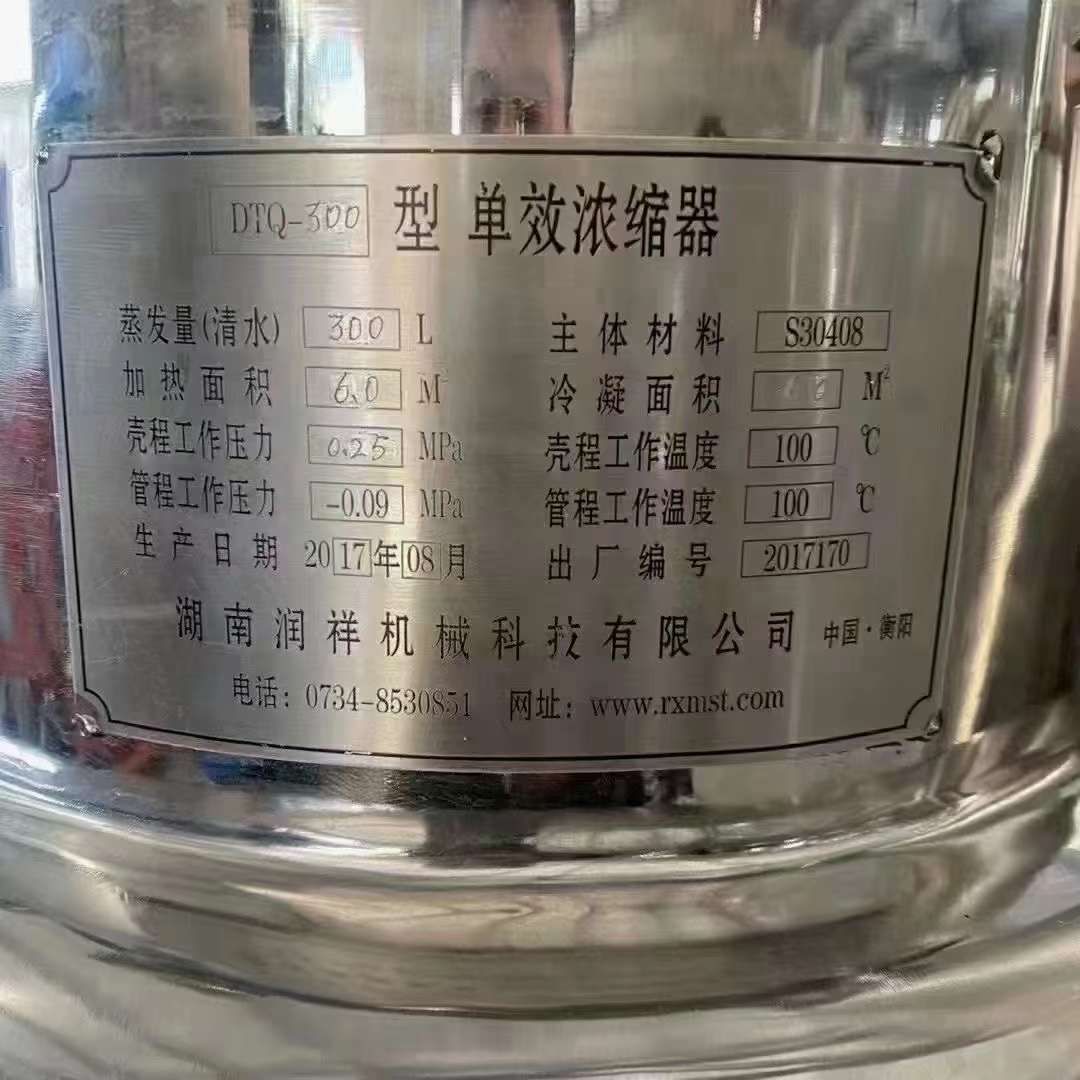 DTQ-300 型 单效浓缩器
蒸发量(清水) 300 L 主体材料 S30408
加热面积 6.0 M² 冷凝面积 M²
壳程工作压力 0.25 MPa 壳程工作温度 100 ℃
管程工作压力 -0.09 MPa 管程工作温度 100 ℃
生产日期 2017年08月 出厂编号 2017170
湖南润祥机械科技有限公司 中国·衡阳
电话：0734-8530851 网址：www.rxmst.com